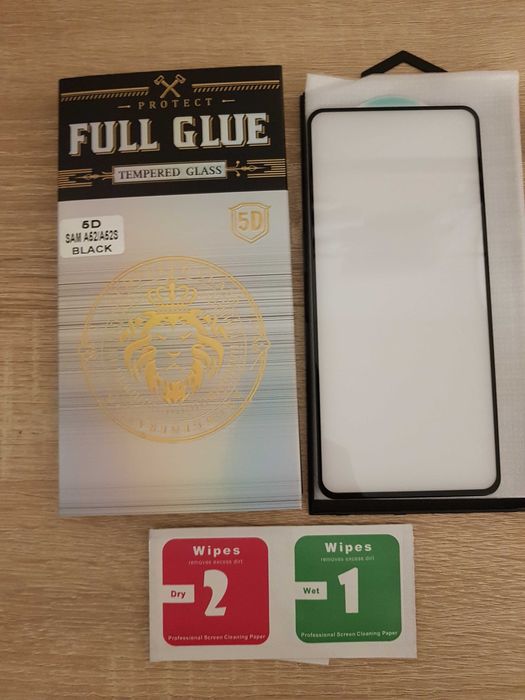 PROTECT
FULL GLUE
TEMPERED GLASS
5D
SAM A52/A52S
BLACK
5D
Wipes
removes excess dirt
Dry
2
Professional Screen Cleaning Paper
Wipes
removes excess dirt
Wet
1
Professional Screen Cleaning Paper